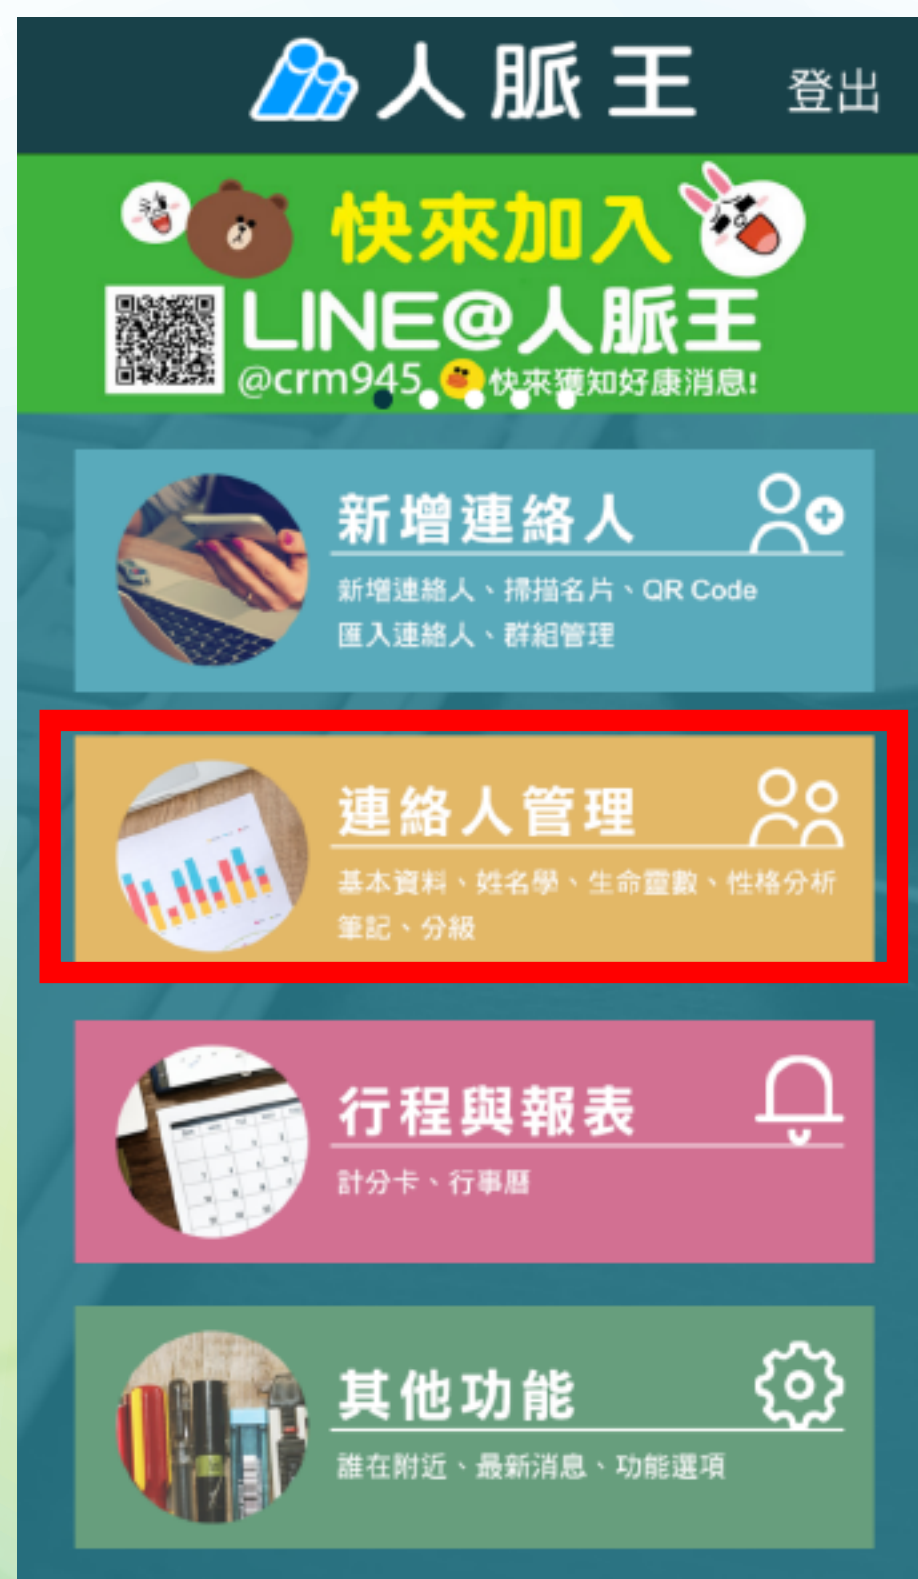 人脈王
登出
快來加入
LINE@人脈王
@crm945 快來獲知好康消息!
新增連絡人
新增連絡人、掃描名片、QR Code
匯入連絡人、群組管理
連絡人管理
基本資料、姓名學、生命靈數、性格分析
筆記、分級
行程與報表
計分卡、行事曆
其他功能
誰在附近、最新消息、功能選項